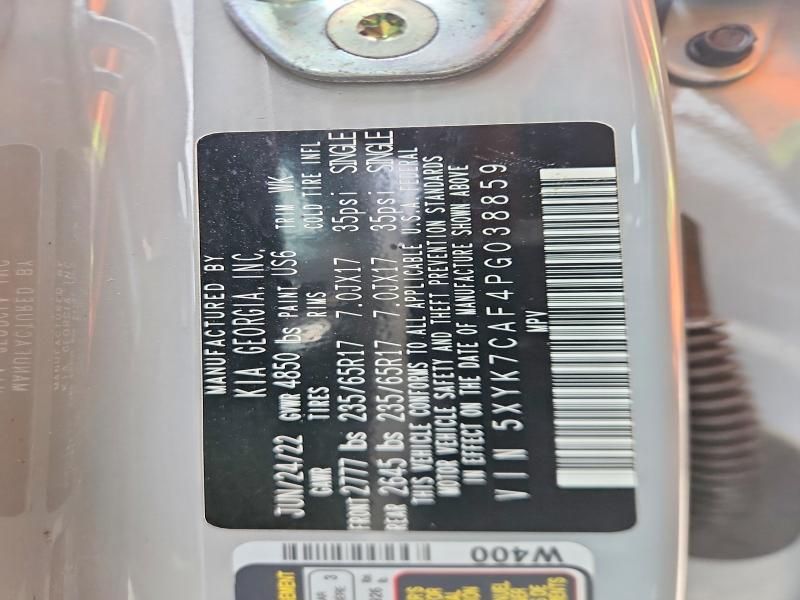 MANUFACTURED BY
KIA GEORGIA, INC.
JUN/24/22 GVWR 4850 lbs PAINT US6 TRIM WK
GAWR TIRES RIMS COLD TIRE INFL
FRONT 2777 lbs 235/65R17 7.0JX17 35psi SINGLE
REAR 2645 lbs 235/65R17 7.0JX17 35psi SINGLE
THIS VEHICLE CONFORMS TO ALL APPLICABLE U.S.A. FEDERAL
MOTOR VEHICLE SAFETY AND THEFT PREVENTION STANDARDS
IN EFFECT ON THE DATE OF MANUFACTURE SHOWN ABOVE
VIN 5XYK7CAF4PG038859
MPV
W400